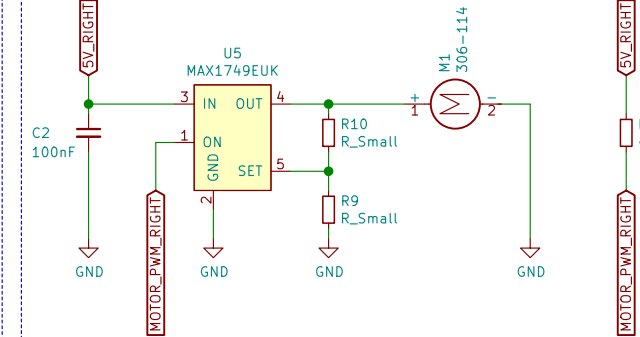 5V_RIGHT
U5
MAX1749EUK
3
IN
OUT
4
1
ON
GND
SET
5
2
C2
100nF
R10
R_Small
R9
R_Small
M1
306-114
+
1
-
2
GND
GND
GND
GND
MOTOR_PWM_RIGHT
5V_RIGHT
MOTOR_PWM_RIGHT